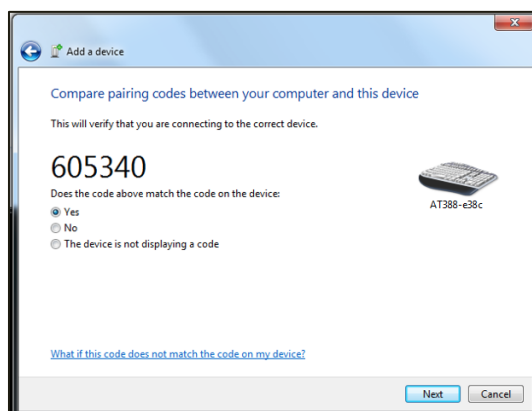 Add a device
Compare pairing codes between your computer and this device
This will verify that you are connecting to the correct device.
605340
Does the code above match the code on the device:
Yes
No
The device is not displaying a code
AT388-e38c
What if this code does not match the code on my device?
Next Cancel